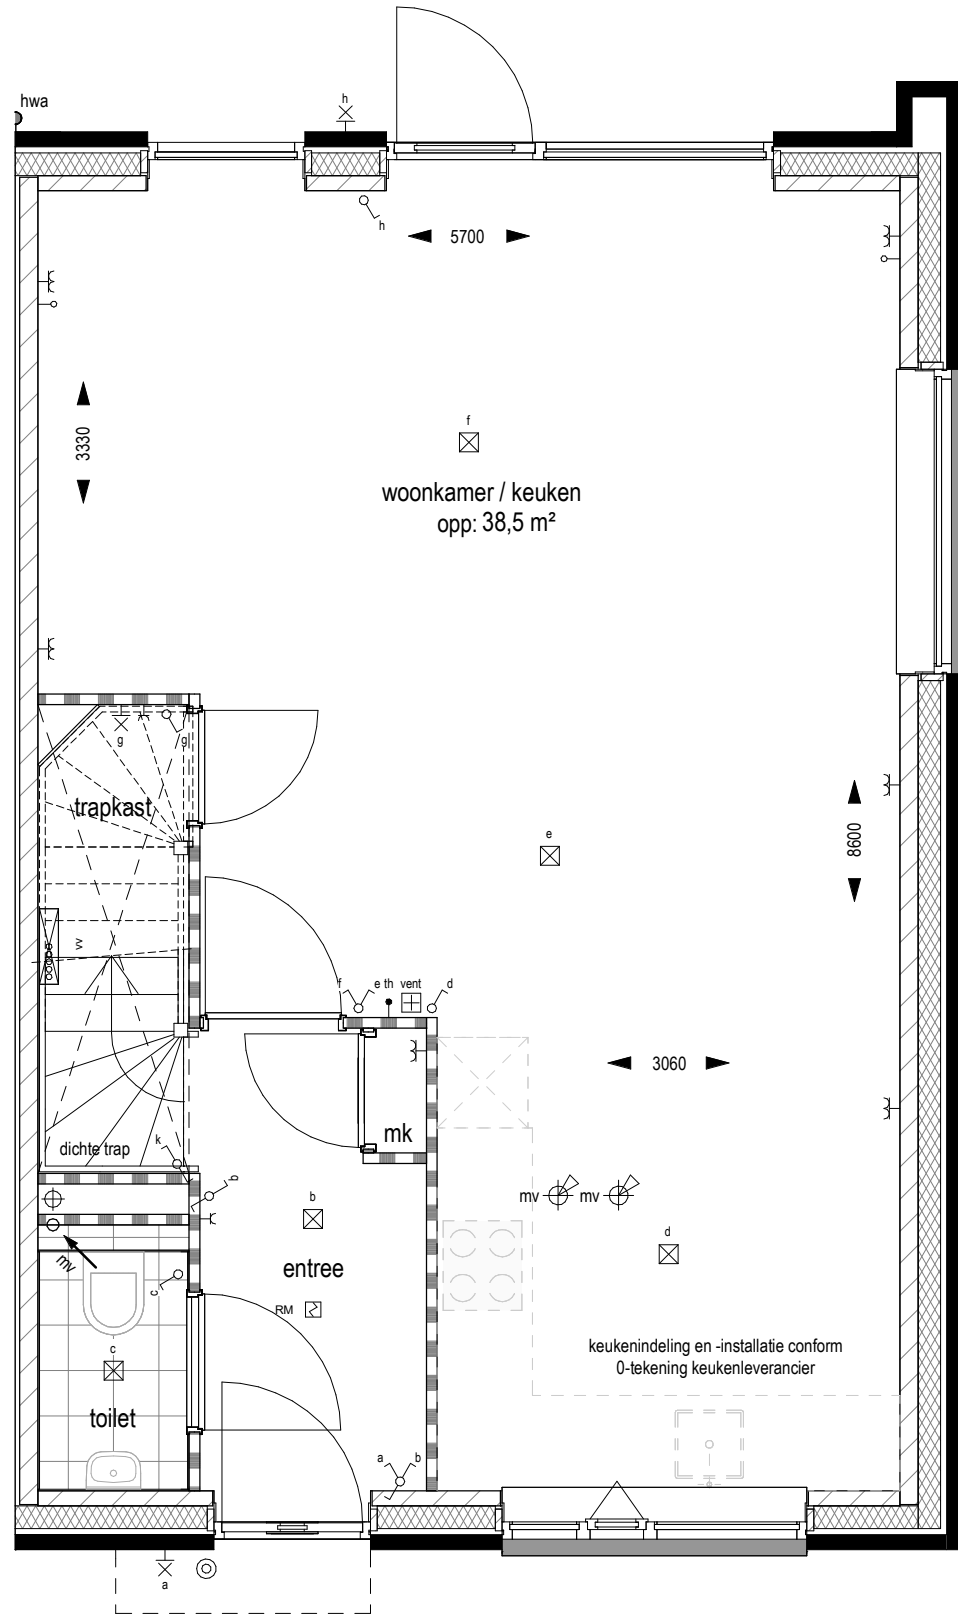 hwa
h
h
5700
3330
f
woonkamer / keuken
opp: 38,5 m²
g
g
trapkast
e
8600
vv
f
e
th
vent
d
3060
mk
dichte trap
k
b
mv
mv
b
d
mv
entree
c
RM
keukenindeling en -installatie conform
0-tekening keukenleverancier
c
toilet
a
b
a